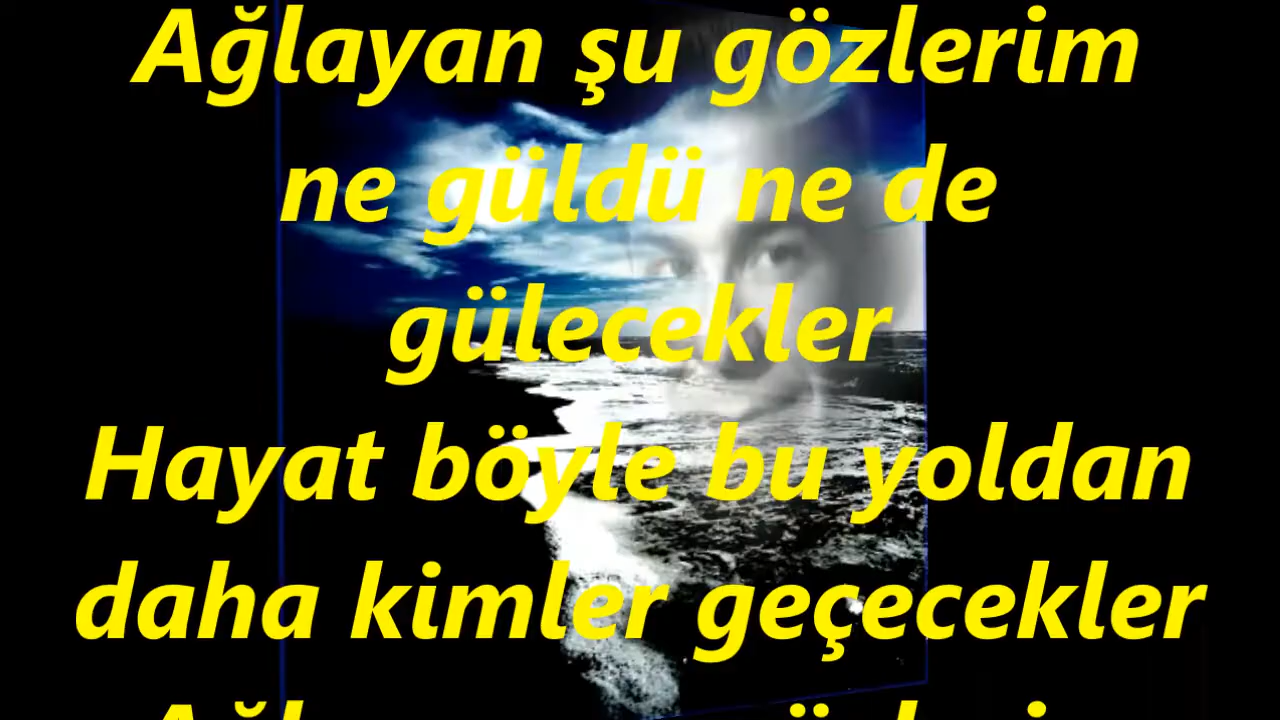 Ağlayan şu gözlerim
ne güldü ne de
gülecekler
Hayat böyle bu yoldan
daha kimler geçecekler